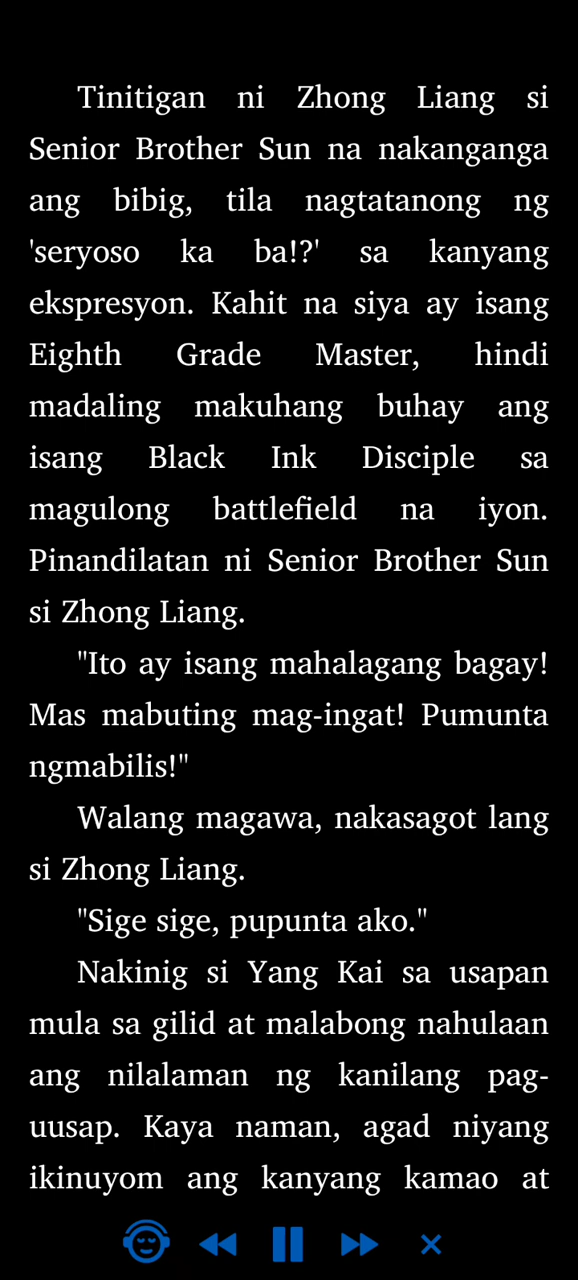 Tinitigan ni Zhong Liang si
Senior Brother Sun na nakanganga
ang bibig, tila nagtatanong ng
'seryoso ka ba!?' sa kanyang
ekspresyon. Kahit na siya ay isang
Eighth Grade Master, hindi
madaling makuhang buhay ang
isang Black Ink Disciple sa
magulong battlefield na iyon.
Pinandilatan ni Senior Brother Sun
si Zhong Liang.
"Ito ay isang mahalagang bagay!
Mas mabuting mag-ingat! Pumunta
ngmabilis!"
Walang magawa, nakasagot lang
si Zhong Liang.
"Sige sige, pupunta ako."
Nakinig si Yang Kai sa usapan
mula sa gilid at malabong nahulaan
ang nilalaman ng kanilang pag-
uusap. Kaya naman, agad niyang
ikinuyom ang kanyang kamao at